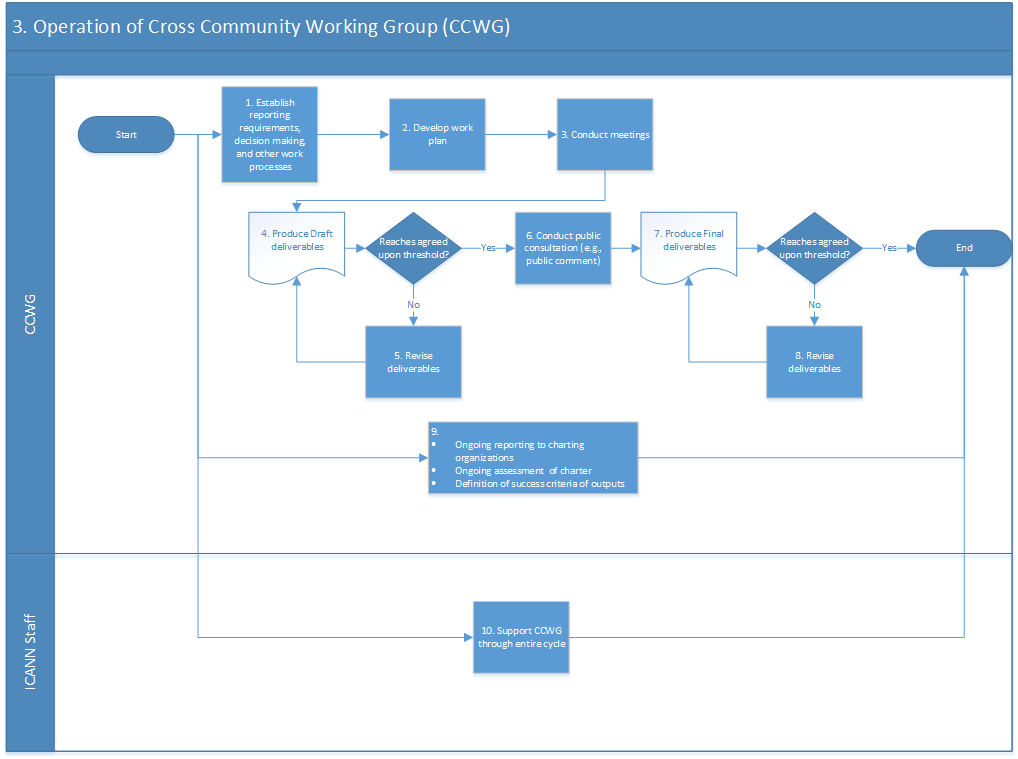 3. Operation of Cross Community Working Group (CCWG)
CCWG
Start
1. Establish
reporting
requirements,
decision making,
and other work
processes
2. Develop work
plan
3. Conduct meetings
4. Produce Draft
deliverables
Reaches agreed
upon threshold?
Yes
6. Conduct public
consultation (e.g.,
public comment)
7. Produce Final
deliverables
Reaches agreed
upon threshold?
Yes
End
No
No
5. Revise
deliverables
8. Revise
deliverables
9.
• Ongoing reporting to charting
organizations
• Ongoing assessment of charter
• Definition of success criteria of outputs
ICANN Staff
10. Support CCWG
through entire cycle